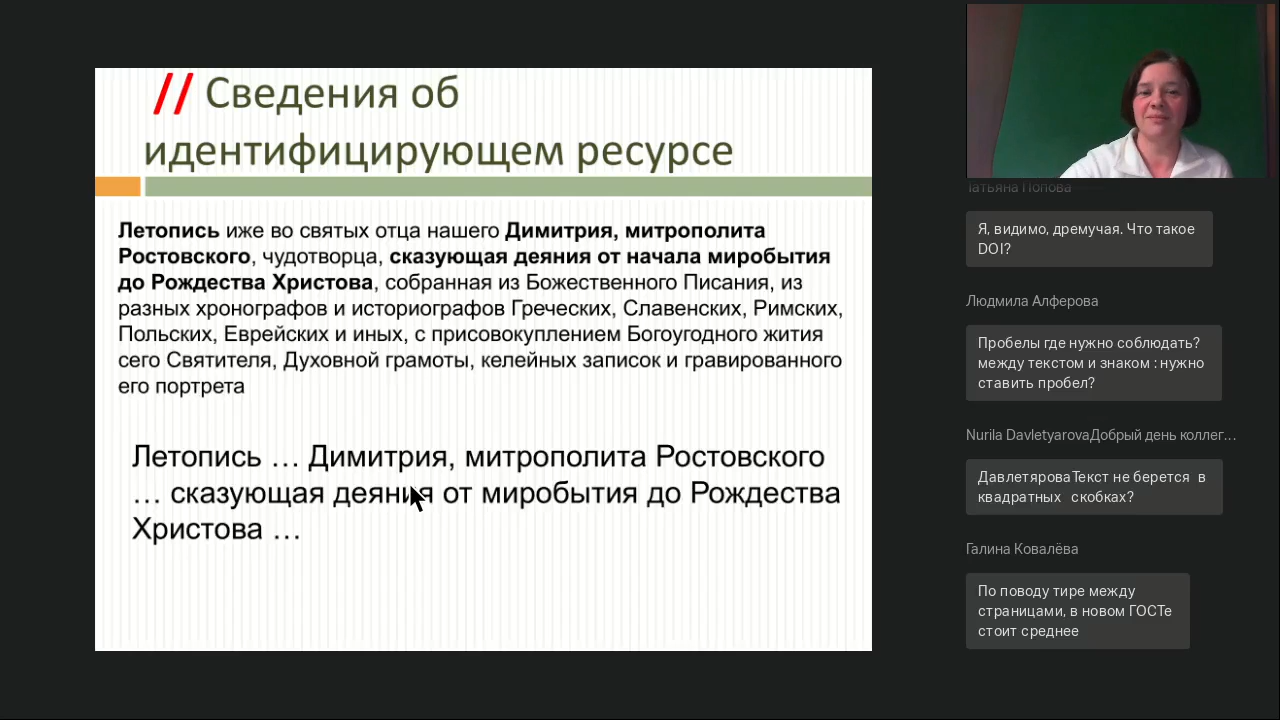 // Сведения об
идентифицирующем ресурсе
Летопись иже во святых отца нашего Димитрия, митрополита
Ростовского, чудотворца, сказующая деяния от начала миробытия
до Рождества Христова, собранная из Божественного Писания, из
разных хронографов и историографов Греческих, Славенских, Римских,
Польских, Еврейских и иных, с присовокуплением Богоугодного жития
сего Святителя, Духовной грамоты, келейных записок и гравированного
его портрета
Летопись … Димитрия, митрополита Ростовского
… сказующая деяния от миробытия до Рождества
Христова …
Татьяна Попова
Я, видимо, дремучая. Что такое
DOI?
Людмила Алферова
Пробелы где нужно соблюдать?
между текстом и знаком : нужно
ставить пробел?
Nurila DavletyarovaДобрый день коллег...
ДавлетяроваТекст не берется в
квадратных скобках?
Галина Ковалёва
По поводу тире между
страницами, в новом ГОСТе
стоит среднее